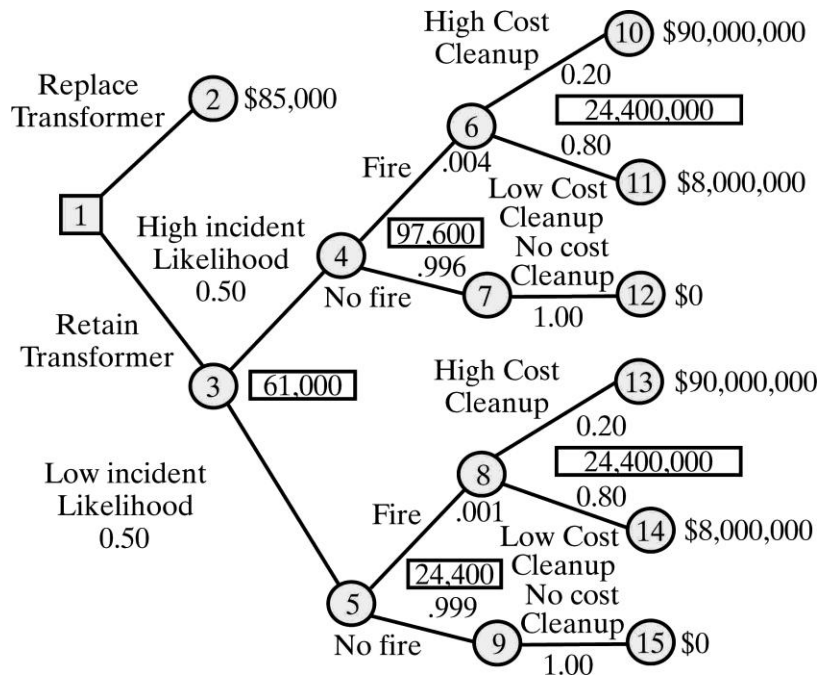 High Cost
Cleanup
10
$90,000,000
0.20
Replace
Transformer
2
$85,000
6
24,400,000
0.80
Fire
.004
11
$8,000,000
Low Cost
Cleanup
1
High incident
Likelihood
0.50
4
97,600
.996
No cost
Cleanup
No fire
7
12
$0
1.00
Retain
Transformer
3
61,000
High Cost
Cleanup
13
$90,000,000
0.20
8
24,400,000
0.80
Low incident
Likelihood
0.50
Fire
.001
14
$8,000,000
Low Cost
Cleanup
5
24,400
.999
No cost
Cleanup
No fire
9
15
$0
1.00